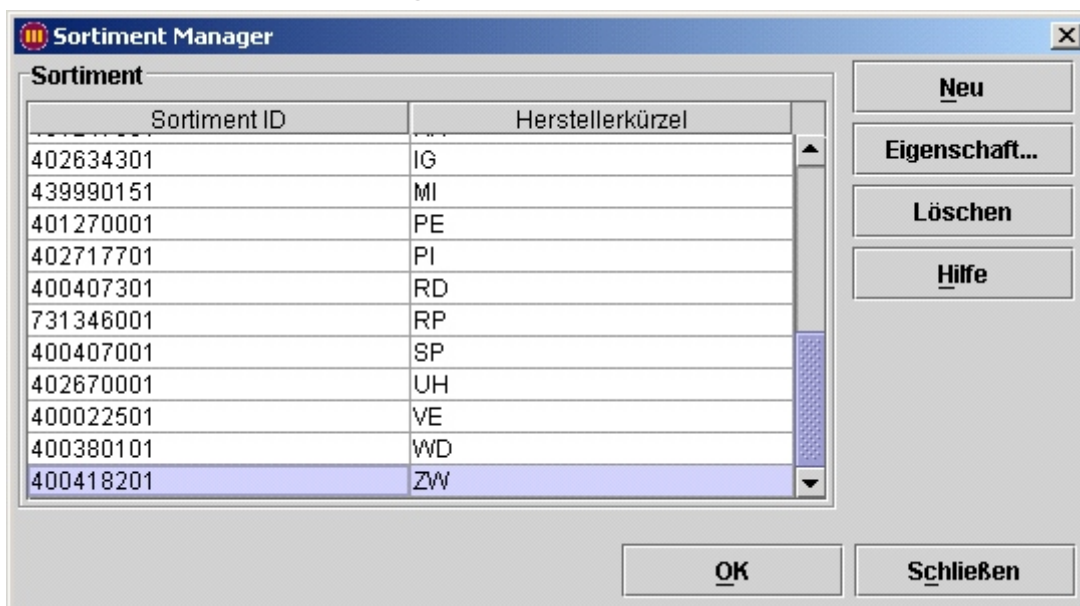 Sortiment Manager
Sortiment
Sortiment ID Herstellerkürzel
402634301 IG
439990151 MI
401270001 PE
402717701 PI
400407301 RD
731346001 RP
400407001 SP
402670001 UH
400022501 VE
400380101 WD
400418201 ZW
Neu
Eigenschaft...
Löschen
Hilfe
OK
Schließen